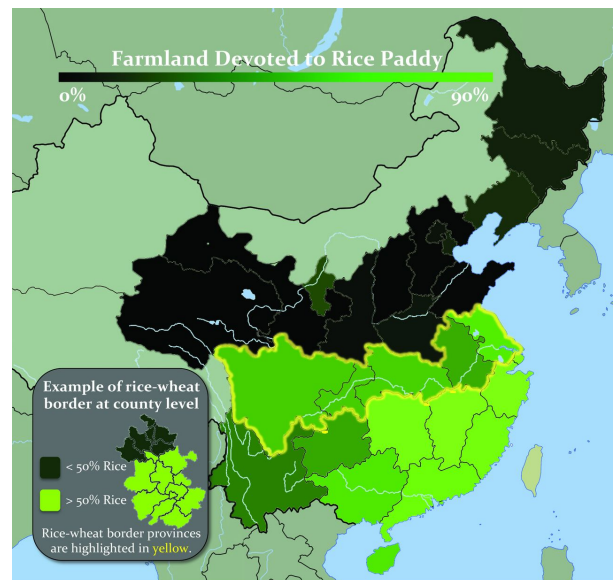 Farmland Devoted to Rice Paddy
0%
90%
Example of rice-wheat
border at county level
< 50% Rice
> 50% Rice
Rice-wheat border provinces
are highlighted in yellow.